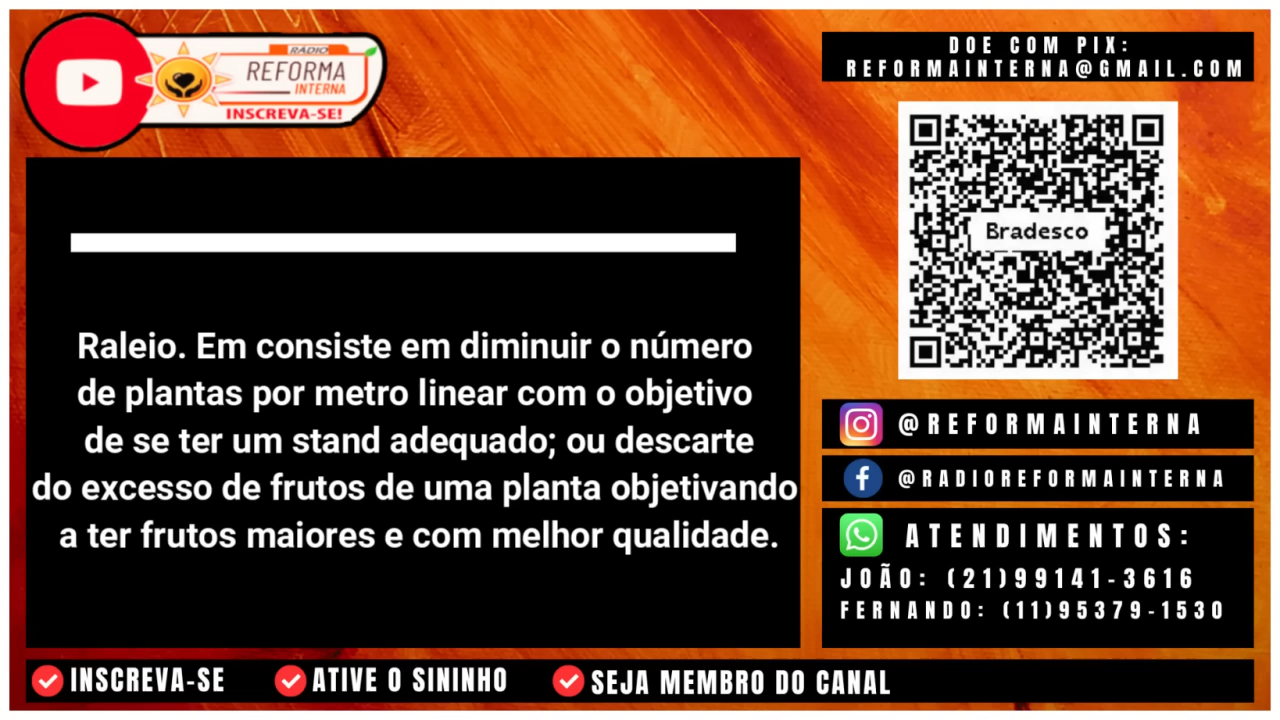 RÁDIO
REFORMA
INTERNA
INSCREVA-SE!
DOE COM PIX:
REFORMAINTERNA@GMAIL.COM
Bradesco
Raleio. Em consiste em diminuir o número
de plantas por metro linear com o objetivo
de se ter um stand adequado; ou descarte
do excesso de frutos de uma planta objetivando
a ter frutos maiores e com melhor qualidade.
@REFORMAINTERNA
@RADIOREFORMAINTERNA
ATENDIMENTOS:
JOÃO: (21)99141-3616
FERNANDO: (11)95379-1530
INSCREVA-SE
ATIVE O SININHO
SEJA MEMBRO DO CANAL